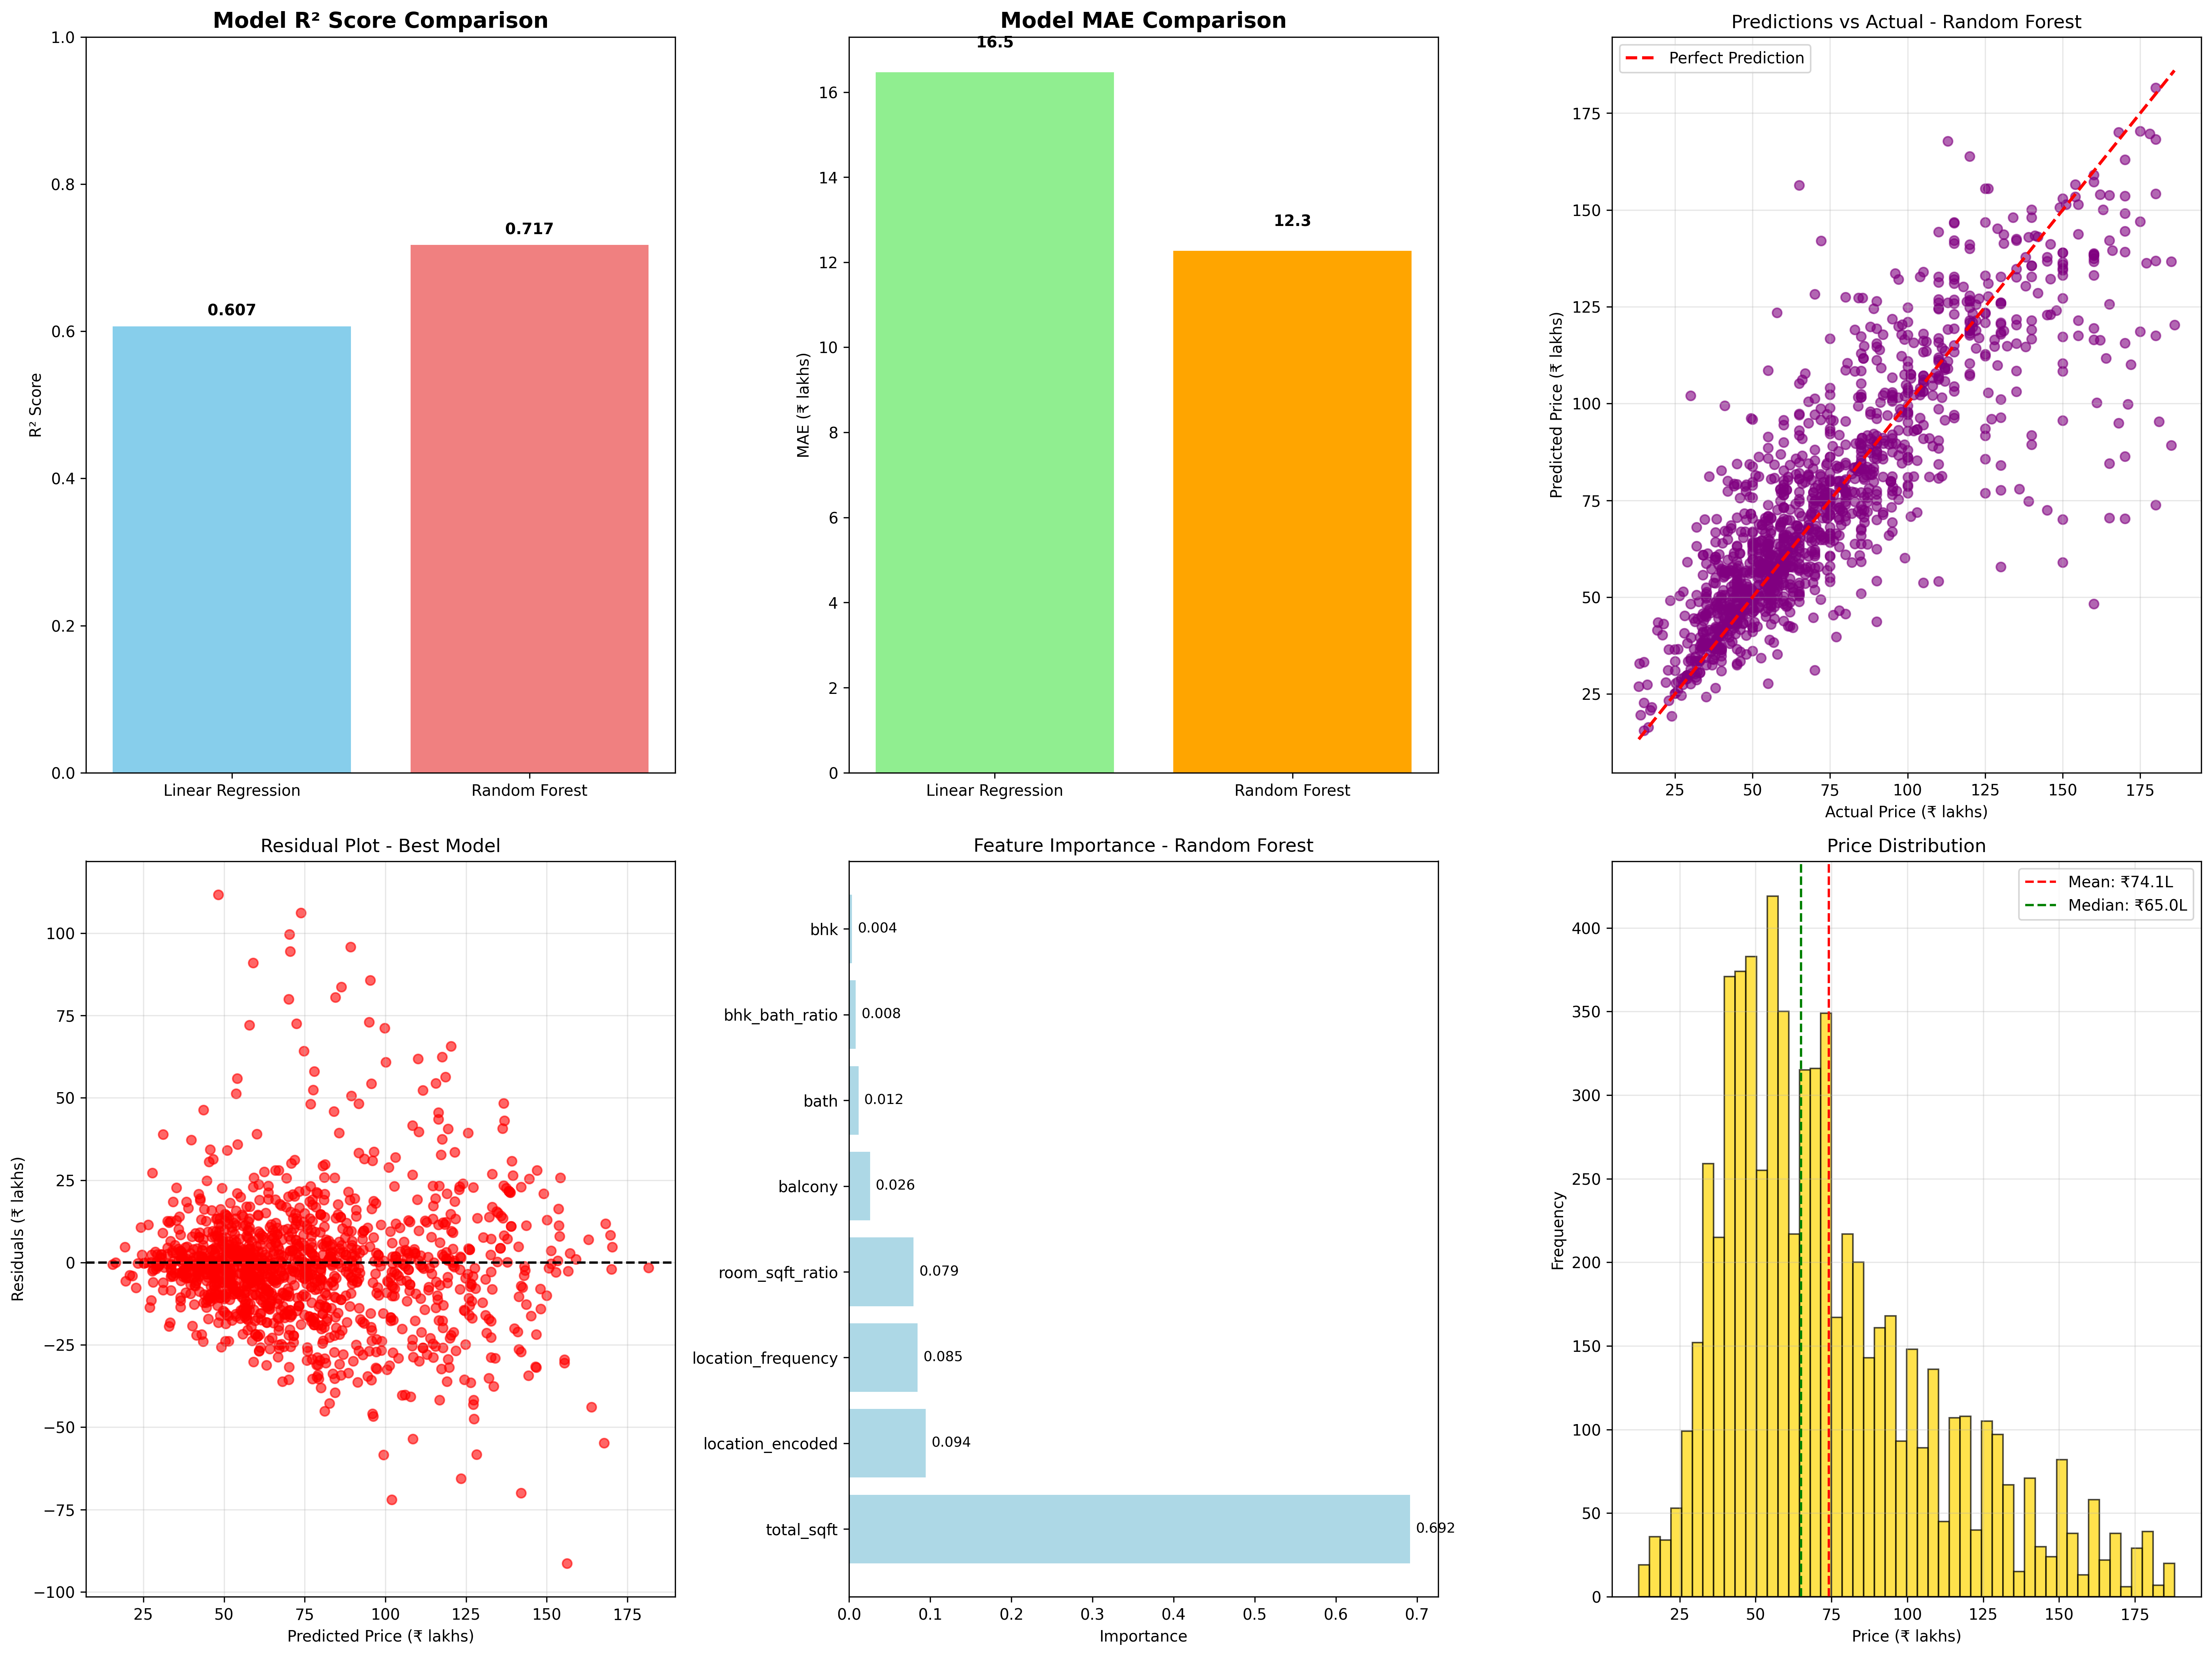 Model R² Score Comparison
1.0
0.8
0.6
0.4
0.2
0.0
R² Score
0.607
0.717
Linear Regression
Random Forest
Model MAE Comparison
16
14
12
10
8
6
4
2
0
MAE (₹ lakhs)
16.5
12.3
Linear Regression
Random Forest
Predictions vs Actual - Random Forest
Perfect Prediction
175
150
125
100
75
50
25
Predicted Price (₹ lakhs)
25 50 75 100 125 150 175
Actual Price (₹ lakhs)
Residual Plot - Best Model
100
75
50
25
0
−25
−50
−75
−100
Residuals (₹ lakhs)
25 50 75 100 125 150 175
Predicted Price (₹ lakhs)
Feature Importance - Random Forest
bhk 0.004
bhk_bath_ratio 0.008
bath 0.012
balcony 0.026
room_sqft_ratio 0.079
location_frequency 0.085
location_encoded 0.094
total_sqft 0.692
0.0 0.1 0.2 0.3 0.4 0.5 0.6 0.7
Importance
Price Distribution
Mean: ₹74.1L
Median: ₹65.0L
400
350
300
250
200
150
100
50
0
Frequency
25 50 75 100 125 150 175
Price (₹ lakhs)